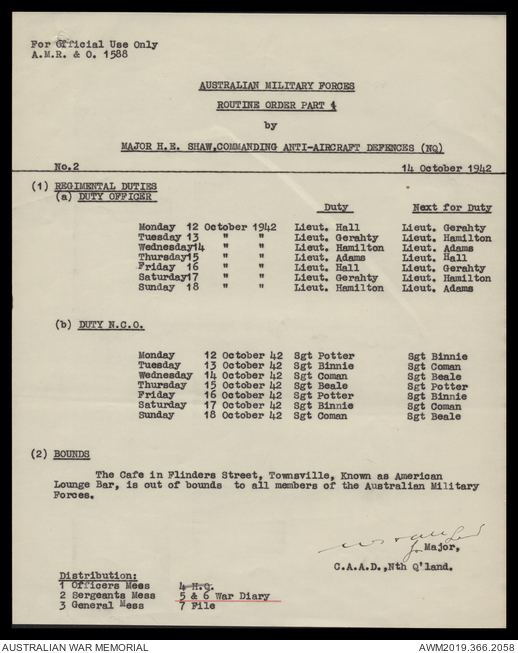 For Official Use Only
A.M.R. & O. 1588
AUSTRALIAN MILITARY FORCES
ROUTINE ORDER PART 4
by
MAJOR H.E. SHAW,COMMANDING ANTI-AIRCRAFT DEFENCES (NQ)
No.2 14 October 1942
(1) REGIMENTAL DUTIES
(a) DUTY OFFICER
Duty Next for Duty
Monday 12 October 1942 Lieut. Hall Lieut. Gerahty
Tuesday 13 " " Lieut. Gerahty Lieut. Hamilton
Wednesday14 " " Lieut. Hamilton Lieut. Adams
Thursday15 " " Lieut. Adams Lieut. Hall
Friday 16 " " Lieut. Hall Lieut. Gerahty
Saturday17 " " Lieut. Gerahty Lieut. Hamilton
Sunday 18 " " Lieut. Hamilton Lieut. Adams
(b) DUTY N.C.O.
Monday 12 October 42 Sgt Potter Sgt Binnie
Tuesday 13 October 42 Sgt Binnie Sgt Coman
Wednesday 14 October 42 Sgt Coman Sgt Beale
Thursday 15 October 42 Sgt Beale Sgt Potter
Friday 16 October 42 Sgt Potter Sgt Binnie
Saturday 17 October 42 Sgt Binnie Sgt Coman
Sunday 18 October 42 Sgt Coman Sgt Beale
(2) BOUNDS
The Cafe in Flinders Street, Townsville, Known as American
Lounge Bar, is out of bounds to all members of the Australian Military
Forces.
for Major,
C.A.A.D.,Nth Q'land.
Distribution:
1 Officers Mess 4 H.Q.
2 Sergeants Mess 5 & 6 War Diary
3 General Mess 7 File
AUSTRALIAN WAR MEMORIAL AWM2019.366.2058